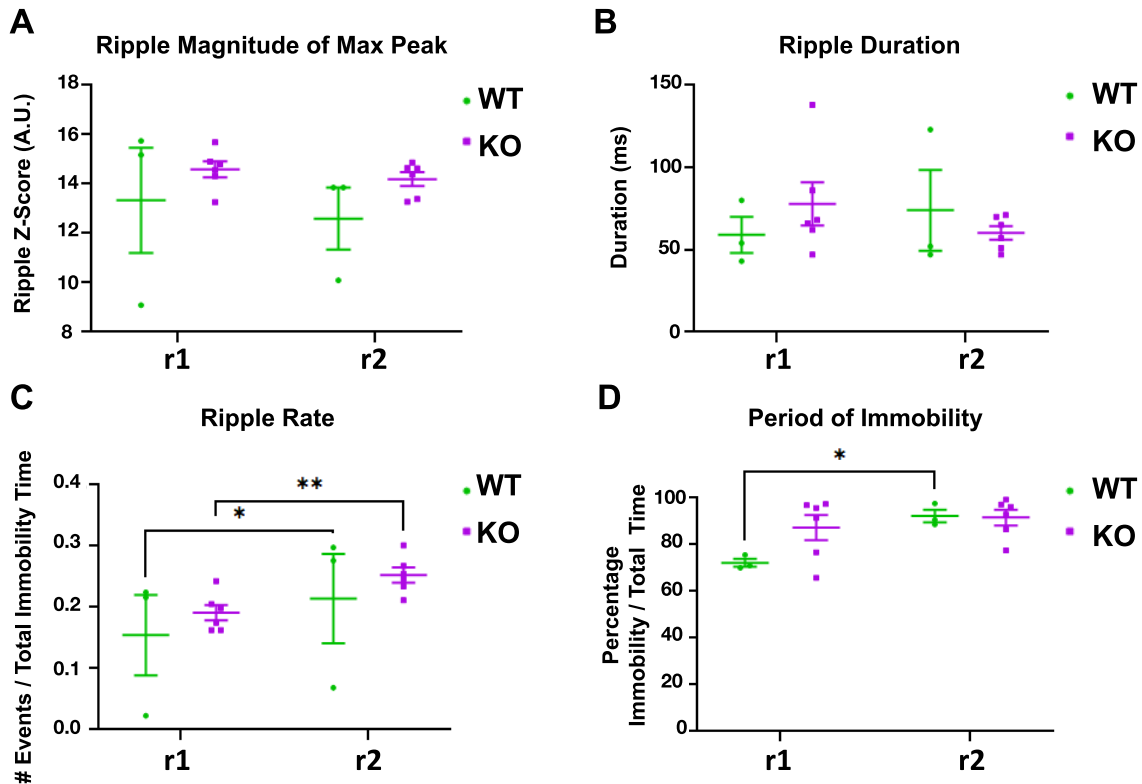 A
Ripple Magnitude of Max Peak
Ripple Z-Score (A.U.)
18
16
14
12
10
8
r1
r2
WT
KO
B
Ripple Duration
Duration (ms)
150
100
50
0
r1
r2
WT
KO
C
Ripple Rate
# Events / Total Immobility Time
0.4
0.3
0.2
0.1
0.0
*
**
r1
r2
WT
KO
D
Period of Immobility
Percentage
Immobility / Total Time
100
80
60
40
20
0
*
r1
r2
WT
KO